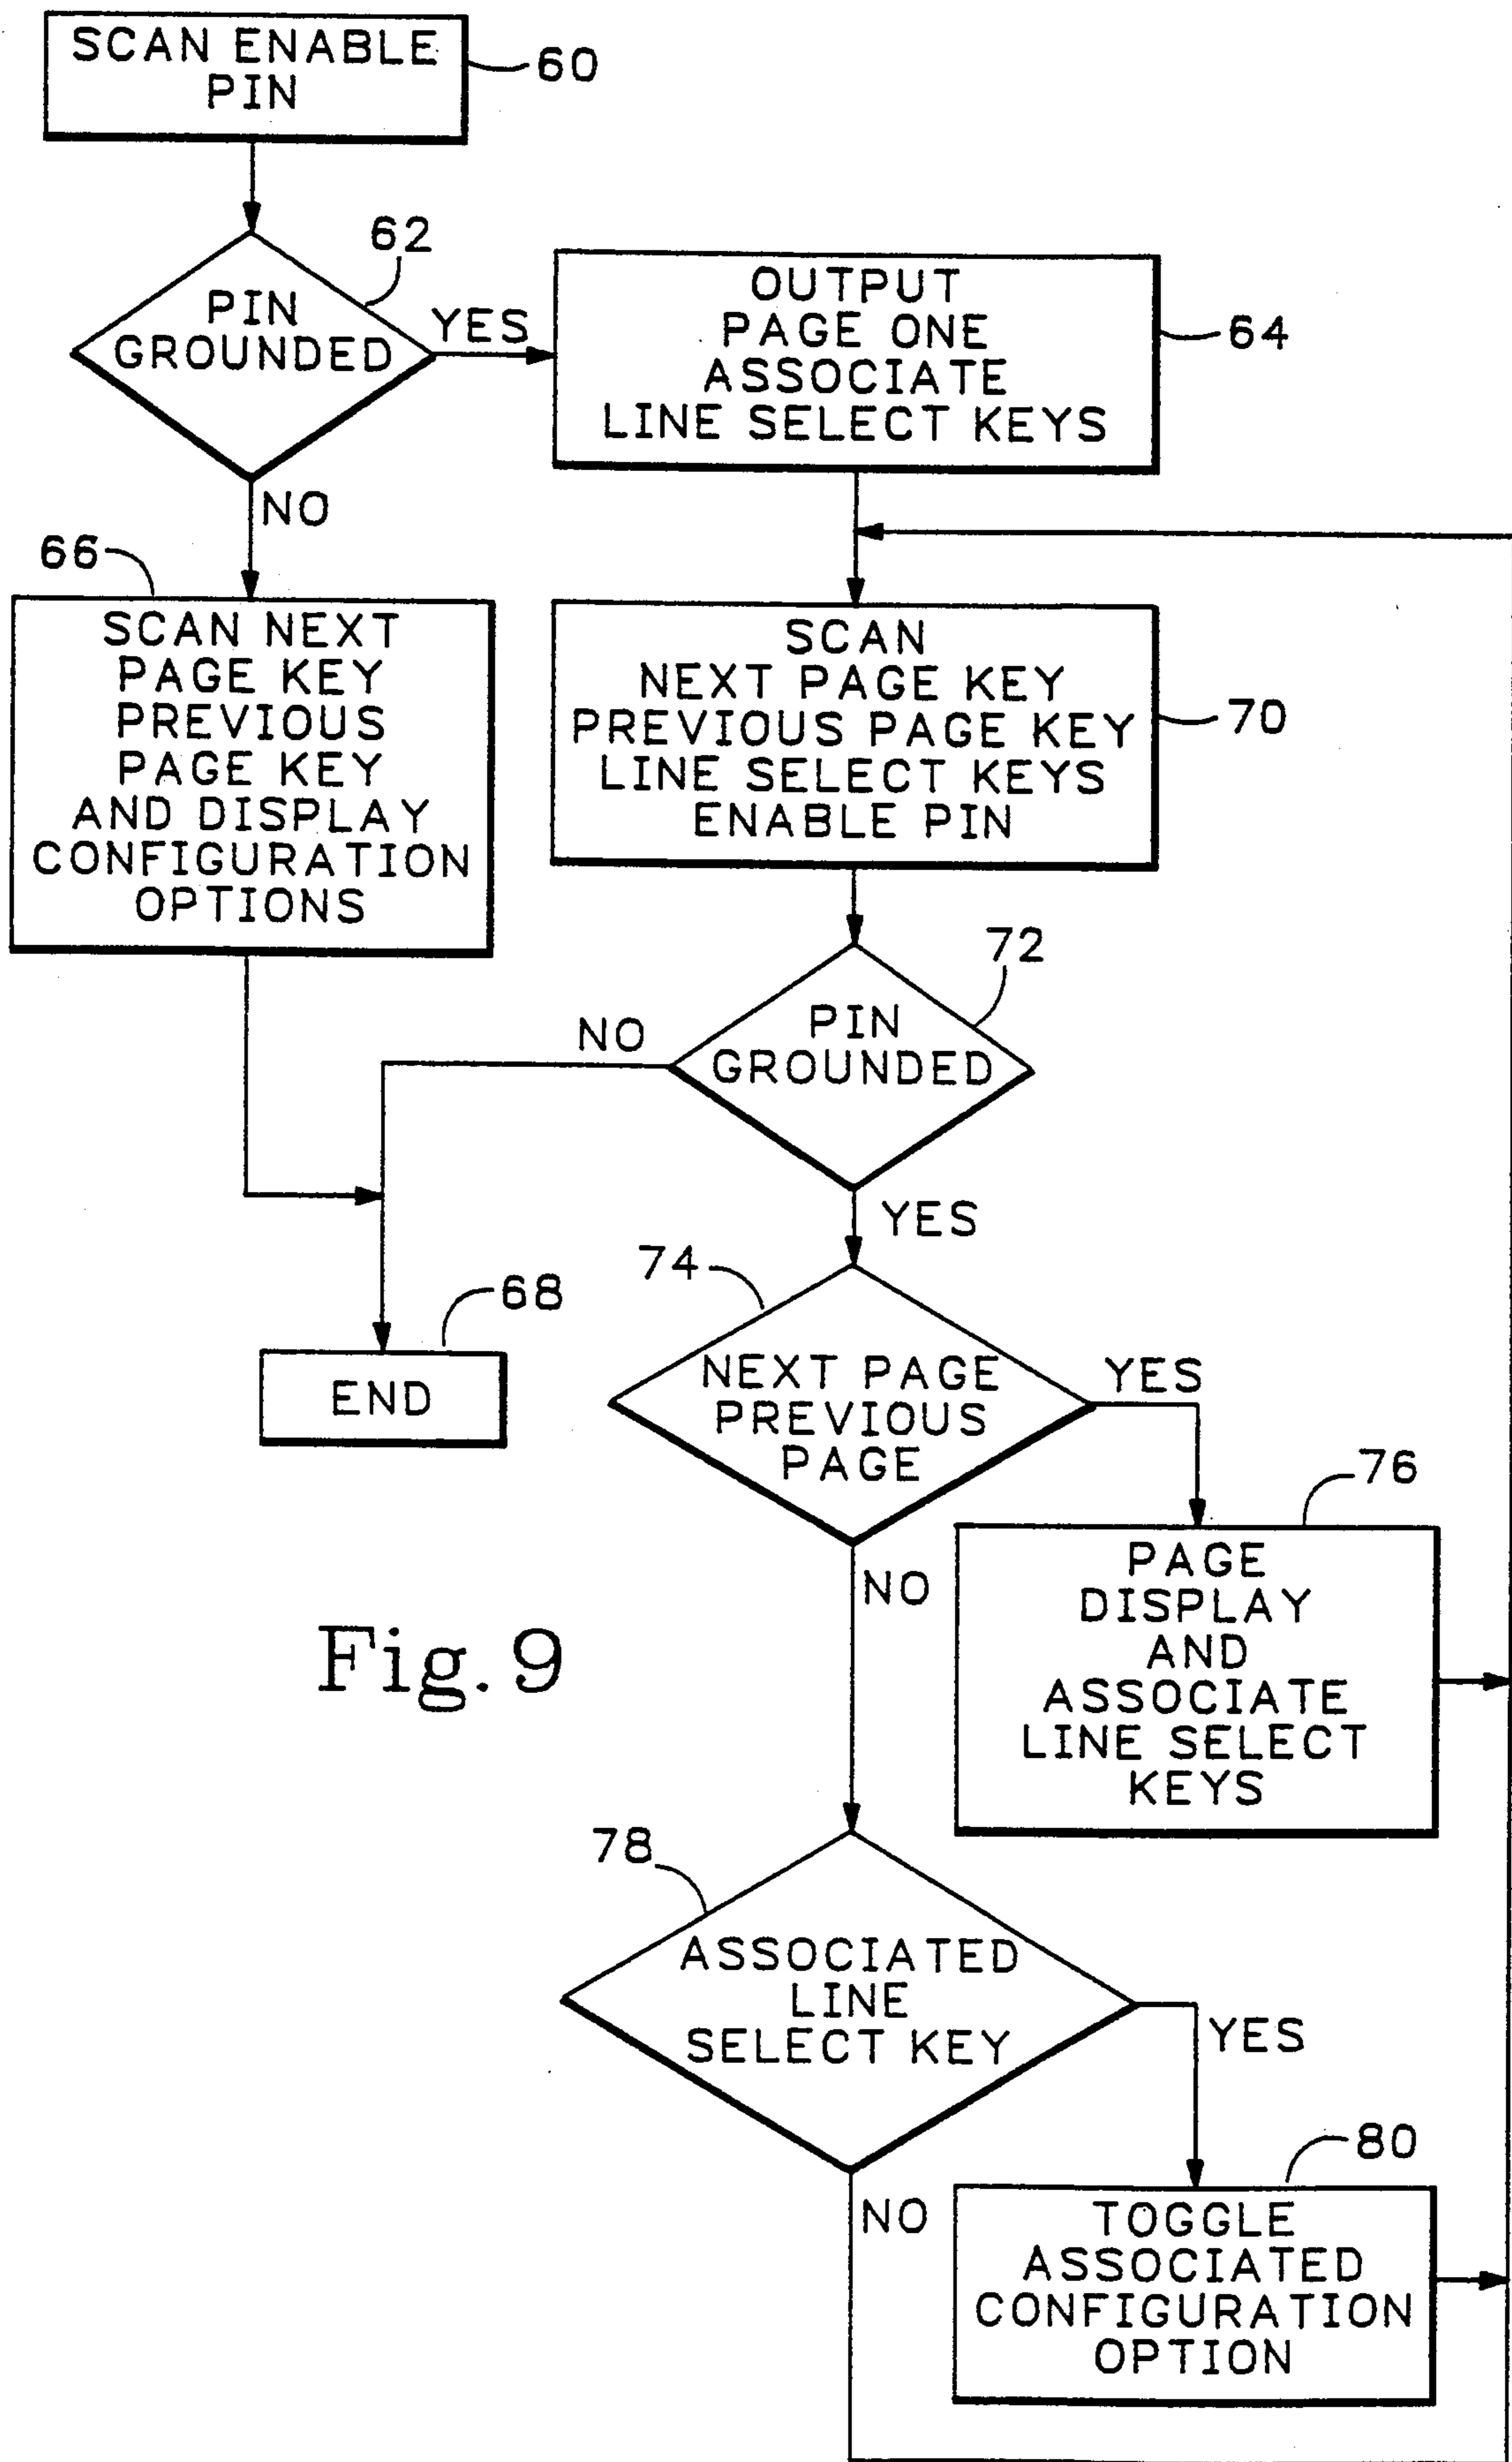 SCAN ENABLE
PIN
60
62
PIN
GROUNDED
YES
OUTPUT
PAGE ONE
ASSOCIATE
LINE SELECT KEYS
64
NO
66
SCAN NEXT
PAGE KEY
PREVIOUS
PAGE KEY
AND DISPLAY
CONFIGURATION
OPTIONS
SCAN
NEXT PAGE KEY
PREVIOUS PAGE KEY
LINE SELECT KEYS
ENABLE PIN
70
72
PIN
GROUNDED
NO
YES
68
END
74
NEXT PAGE
PREVIOUS
PAGE
YES
NO
76
PAGE
DISPLAY
AND
ASSOCIATE
LINE SELECT
KEYS
Fig. 9
78
ASSOCIATED
LINE
SELECT KEY
YES
NO
80
TOGGLE
ASSOCIATED
CONFIGURATION
OPTION